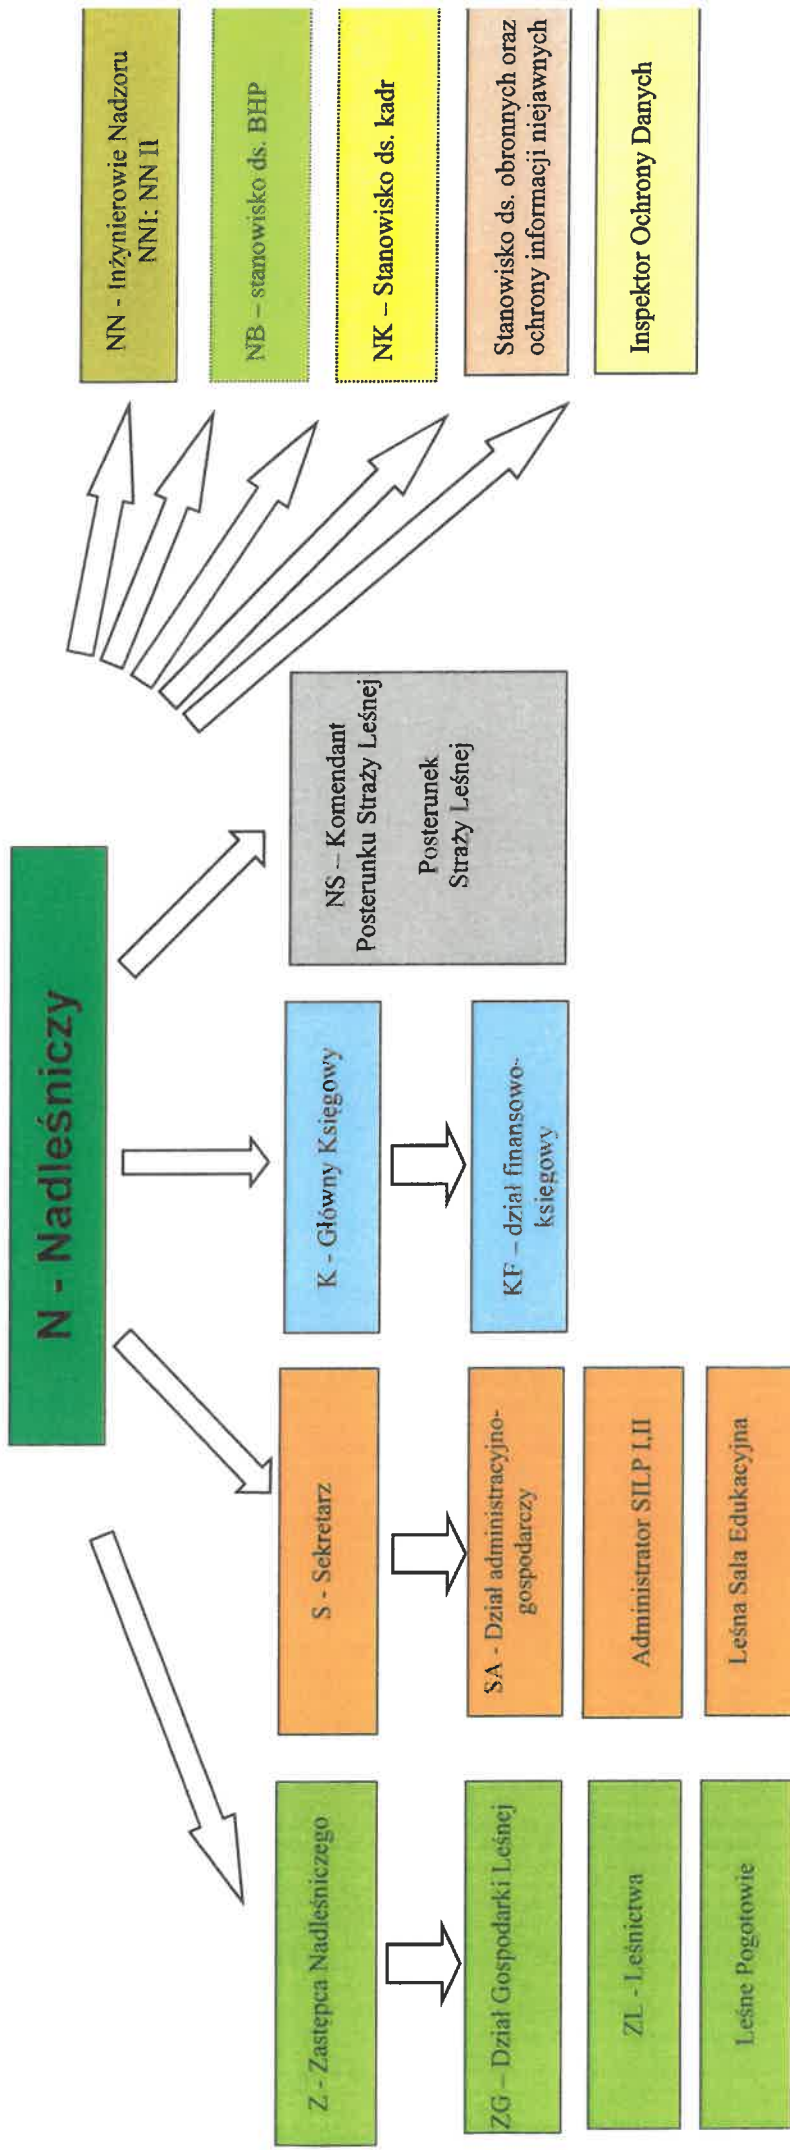 N - Nadleśniczy
Z - Zastępca Nadleśniczego
ZG – Dział Gospodarki Leśnej
ZL - Leśnictwa
Leśne Pogotowie
S - Sekretarz
SA - Dział administracyjno-
gospodarczy
Administrator SILP I,II
Leśna Sala Edukacyjna
K - Główny Księgowy
KF – dział finansowo-
księgowy
NS – Komendant
Posterunku Straży Leśnej
Posterunek
Straży Leśnej
NN - Inżynierowie Nadzoru
NNI; NN II
NB – stanowisko ds. BHP
NK – Stanowisko ds. kadr
Stanowisko ds. obronnych oraz
ochrony informacji niejawnych
Inspektor Ochrony Danych